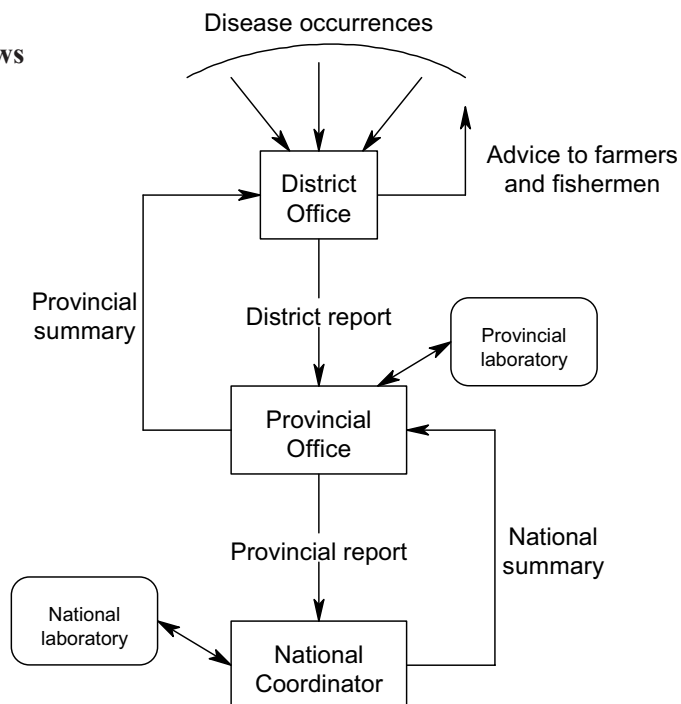 Disease occurrences
Advice to farmers
and fishermen
District
Office
Provincial
summary
District report
Provincial
laboratory
Provincial
Office
Provincial report
National
summary
National
laboratory
National
Coordinator